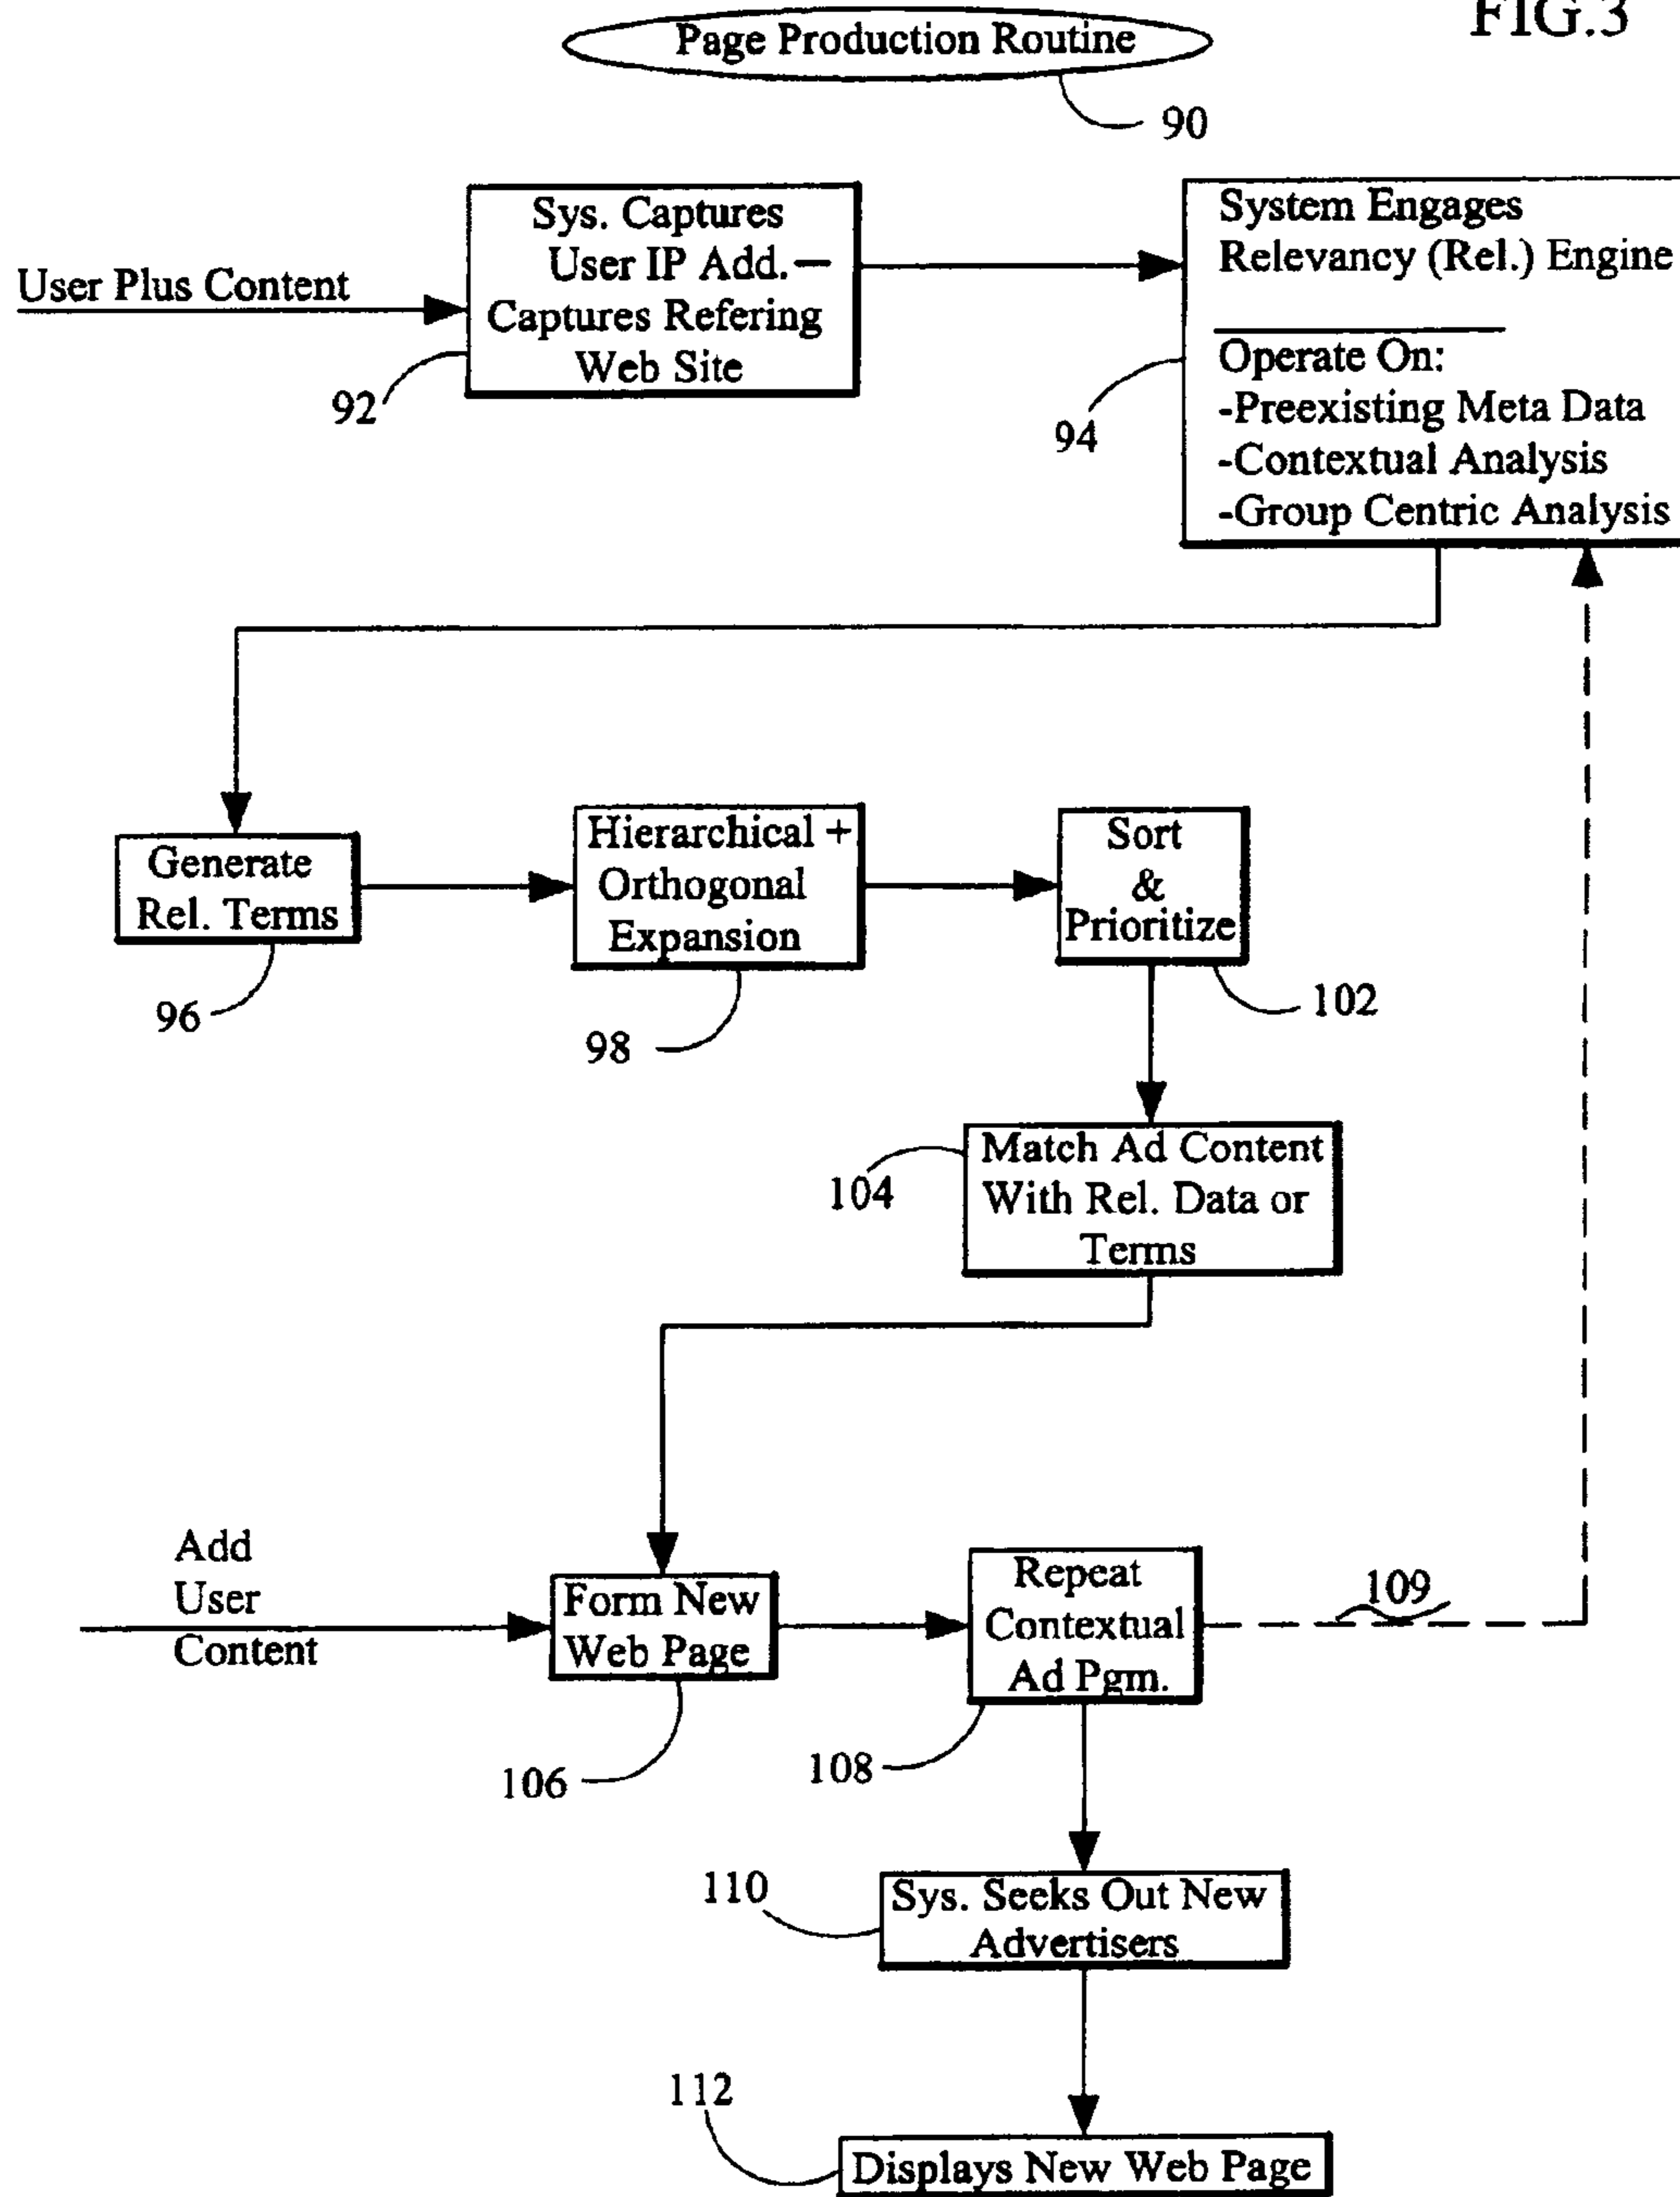 FIG.3
Page Production Routine
90
User Plus Content
Sys. Captures
User IP Add.—
Captures Refering
Web Site
92
System Engages
Relevancy (Rel.) Engine
Operate On:
-Preexisting Meta Data
-Contextual Analysis
-Group Centric Analysis
94
Generate
Rel. Terms
96
Hierarchical +
Orthogonal
Expansion
98
Sort
&
Prioritize
102
Match Ad Content
With Rel. Data or
Terms
104
Add
User
Content
Form New
Web Page
106
Repeat
Contextual
Ad Pgm.
108
109
110
Sys. Seeks Out New
Advertisers
112
Displays New Web Page